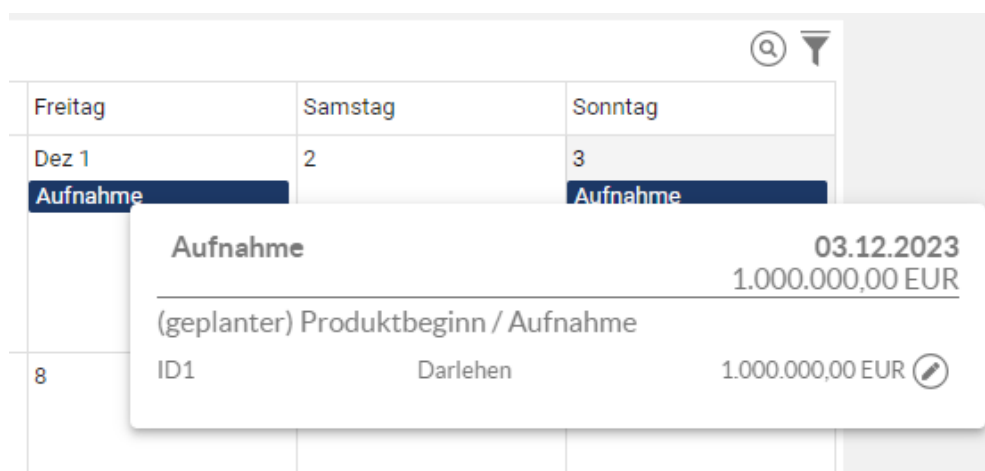 Freitag Samstag Sonntag
Dez 1 2 3
Aufnahme Aufnahme
Aufnahme 03.12.2023
1.000.000,00 EUR
(geplanter) Produktbeginn / Aufnahme
8 ID1 Darlehen 1.000.000,00 EUR